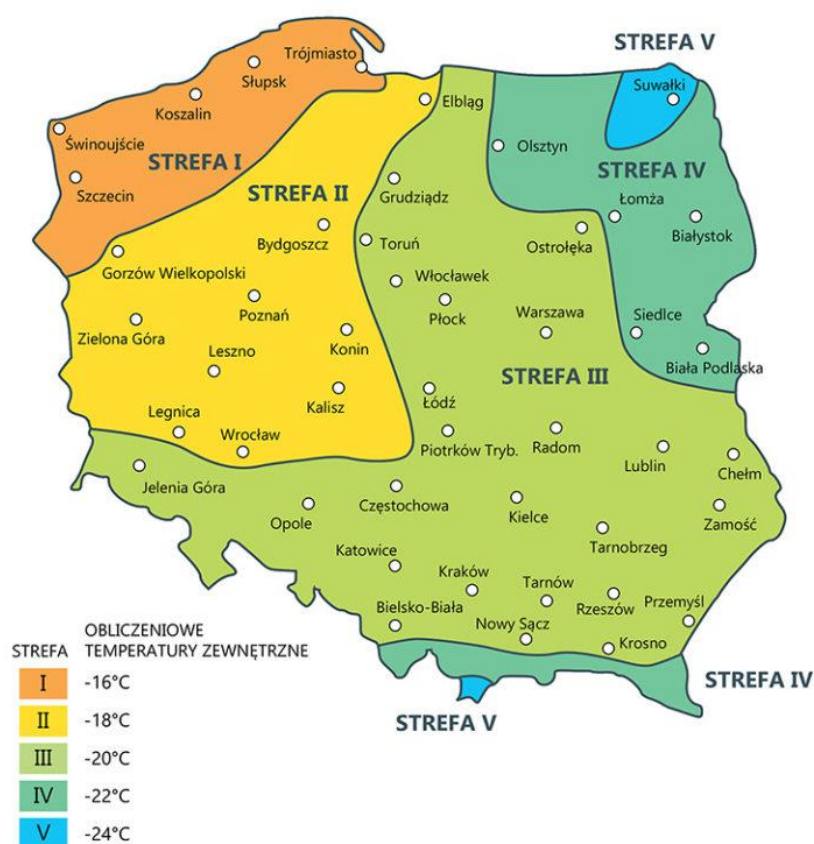 STREFA V
Trójmiasto
Słupsk
Suwałki
Koszalin
Elbląg
Świnoujście
Olsztyn
STREFA I
STREFA IV
Szczecin
STREFA II
Grudziądz
Łomża
Bydgoszcz
Ostrołęka
Białystok
Toruń
Gorzów Wielkopolski
Włocławek
Poznań
Płock
Warszawa
Siedlce
Zielona Góra
Konin
Leszno
Biała Podlaska
STREFA III
Kalisz
Łódź
Legnica
Wrocław
Piotrków Tryb.
Radom
Lublin
Chełm
Jelenia Góra
Częstochowa
Opole
Kielce
Zamość
Tarnobrzeg
Katowice
Kraków
Tarnów
Bielsko-Biała
Rzeszów
Przemyśl
Nowy Sącz
Krosno
STREFA IV
STREFA V
OBLICZENIOWE
STREFA TEMPERATURY ZEWNĘTRZNE
I -16°C
II -18°C
III -20°C
IV -22°C
V -24°C